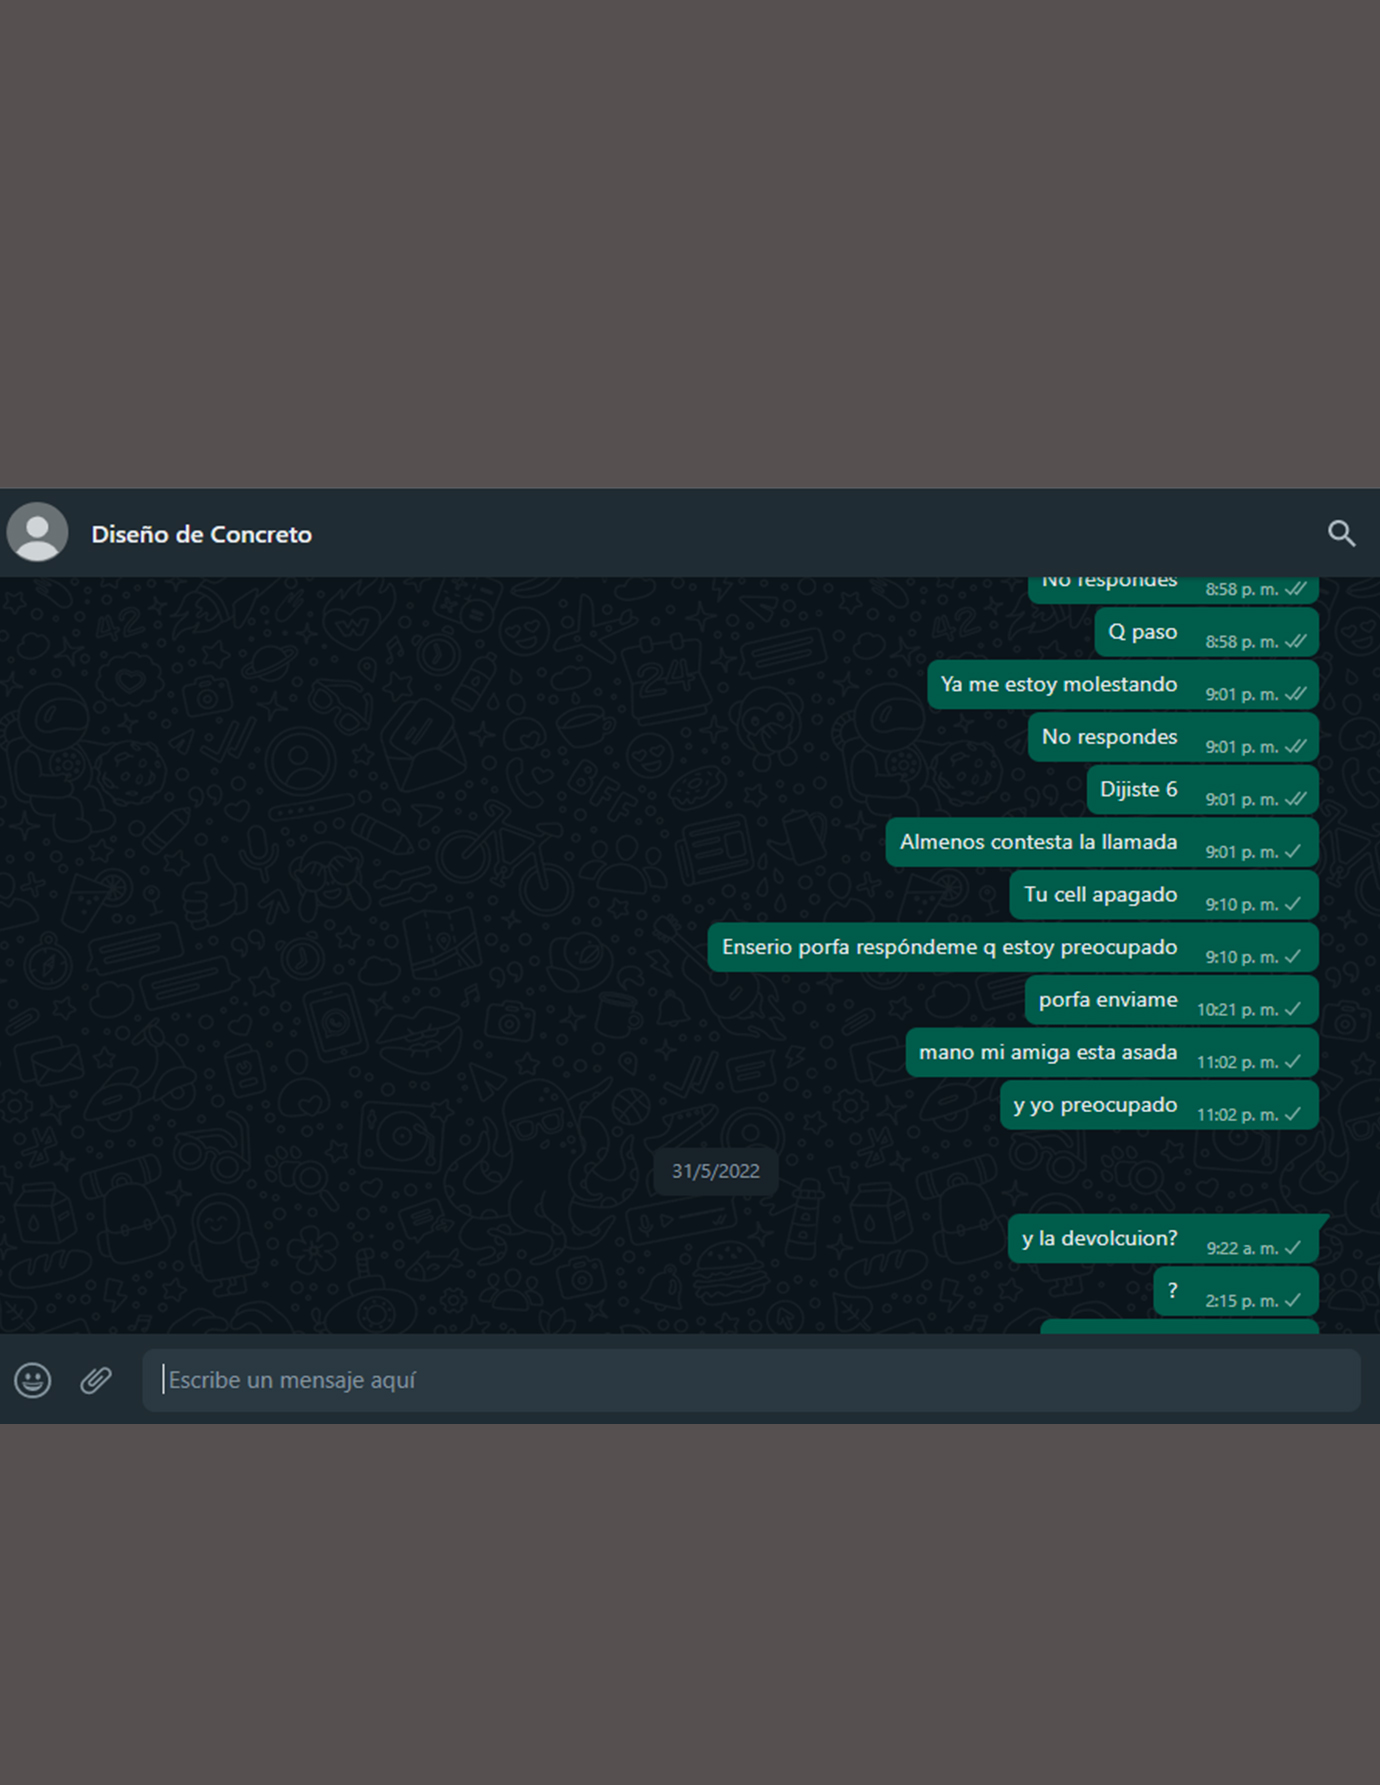 Diseño de Concreto
No respondes 8:58 p. m.
Q paso 8:58 p. m.
Ya me estoy molestando 9:01 p. m.
No respondes 9:01 p. m.
Dijiste 6 9:01 p. m.
Almenos contesta la llamada 9:01 p. m.
Tu cell apagado 9:10 p. m.
Enserio porfa respóndeme q estoy preocupado 9:10 p. m.
porfa enviame 10:21 p. m.
mano mi amiga esta asada 11:02 p. m.
y yo preocupado 11:02 p. m.
31/5/2022
y la devolcuion? 9:22 a. m.
? 2:15 p. m.
Escribe un mensaje aquí